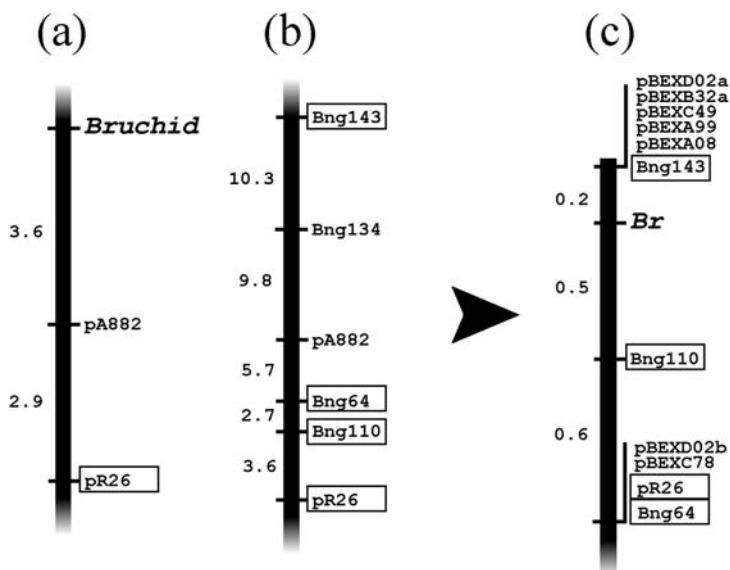 (a)
Bruchid
3.6
pA882
2.9
pR26
(b)
Bng143
10.3
Bng134
9.8
pA882
5.7
Bng64
2.7
Bng110
3.6
pR26
(c)
pBEXD02a
pBEXB32a
pBEXC49
pBEXA99
pBEXA08
Bng143
0.2
Br
0.5
Bng110
0.6
pBEXD02b
pBEXC78
pR26
Bng64